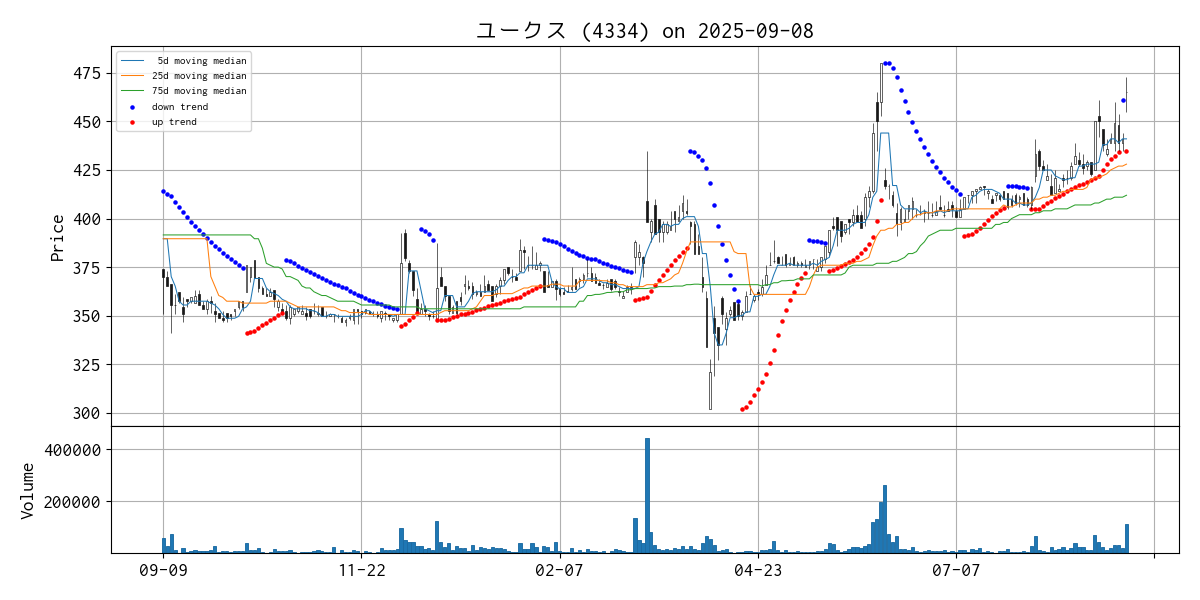 ユークス (4334) on 2025-09-08
5d moving median
25d moving median
75d moving median
down trend
up trend
Price
475
450
425
400
375
350
325
300
Volume
400000
200000
09-09
11-22
02-07
04-23
07-07